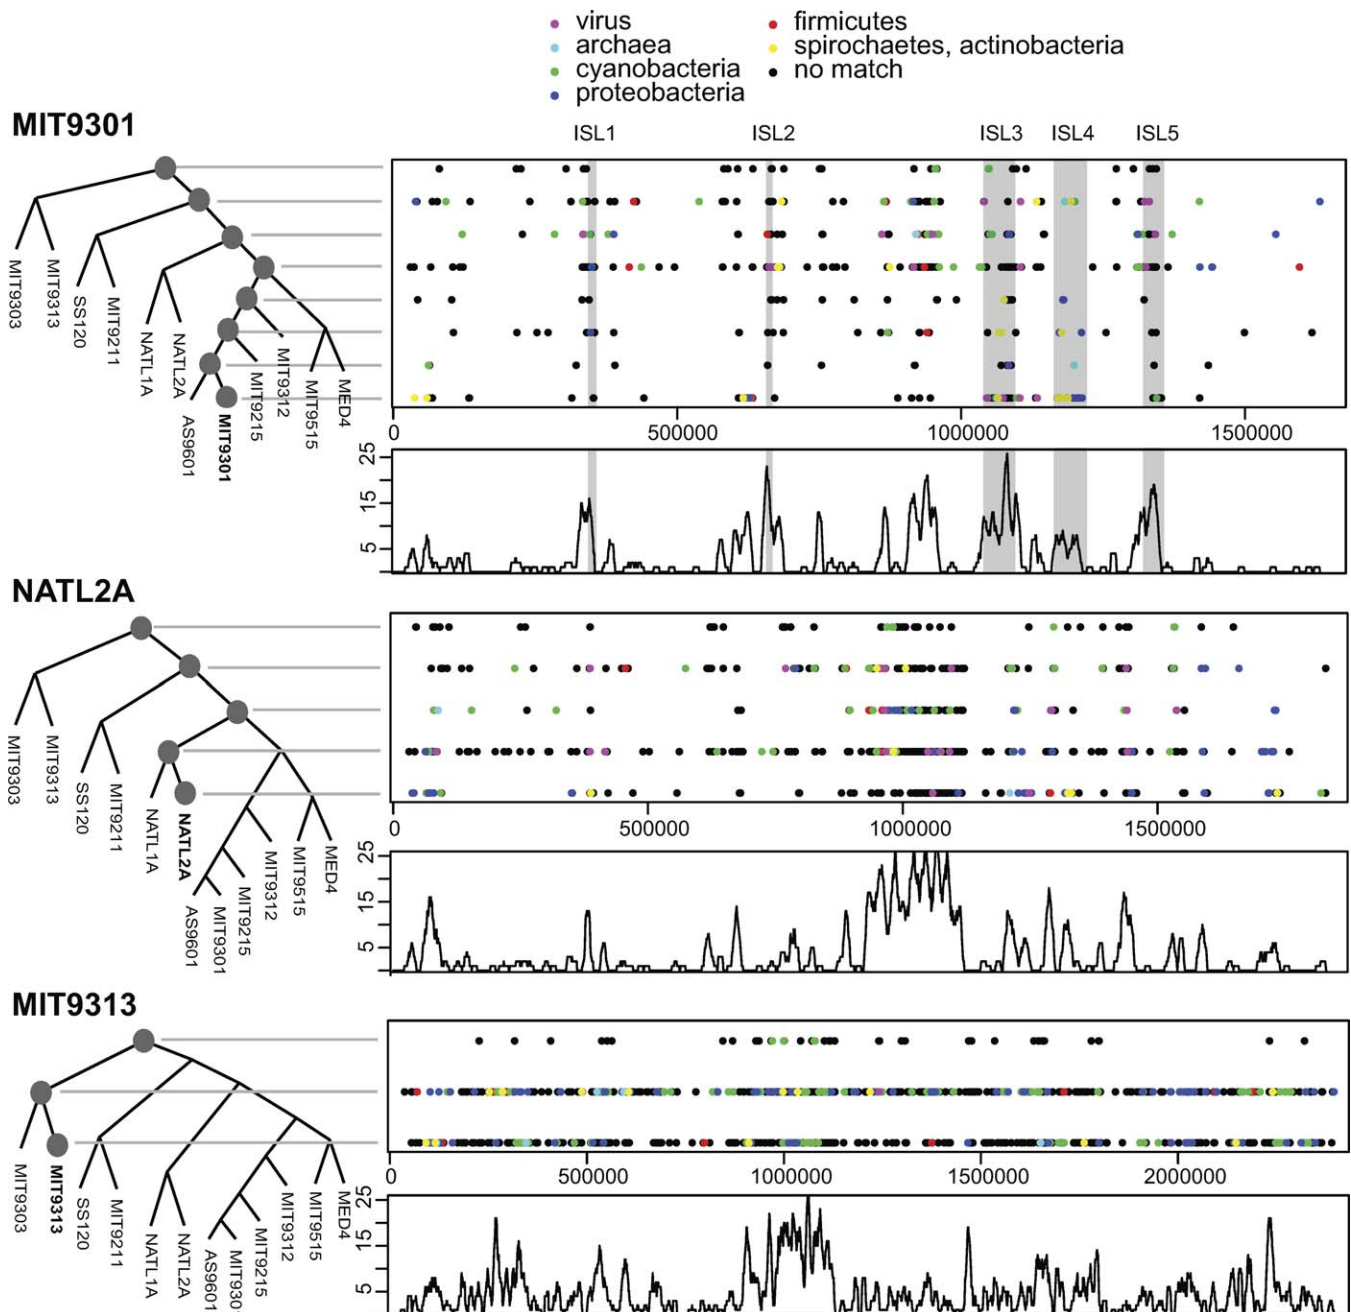 virus
archaea
cyanobacteria
proteobacteria
firmicutes
spirochaetes, actinobacteria
no match
MIT9301
ISL1 ISL2 ISL3 ISL4 ISL5
MIT9303
MIT9313
SS120
MIT9211
NATL1A
NATL2A
AS9601
MIT9301
MIT9215
MIT9312
MIT9515
MED4
0 500000 1000000 1500000
25
15
5
NATL2A
MIT9303
MIT9313
SS120
MIT9211
NATL1A
NATL2A
AS9601
MIT9301
MIT9215
MIT9312
MIT9515
MED4
0 500000 1000000 1500000
25
15
5
MIT9313
MIT9303
MIT9313
SS120
MIT9211
NATL1A
NATL2A
AS9601
MIT930
MIT9215
MIT9312
MIT9515
MED4
0 500000 1000000 1500000 2000000
25
15
5